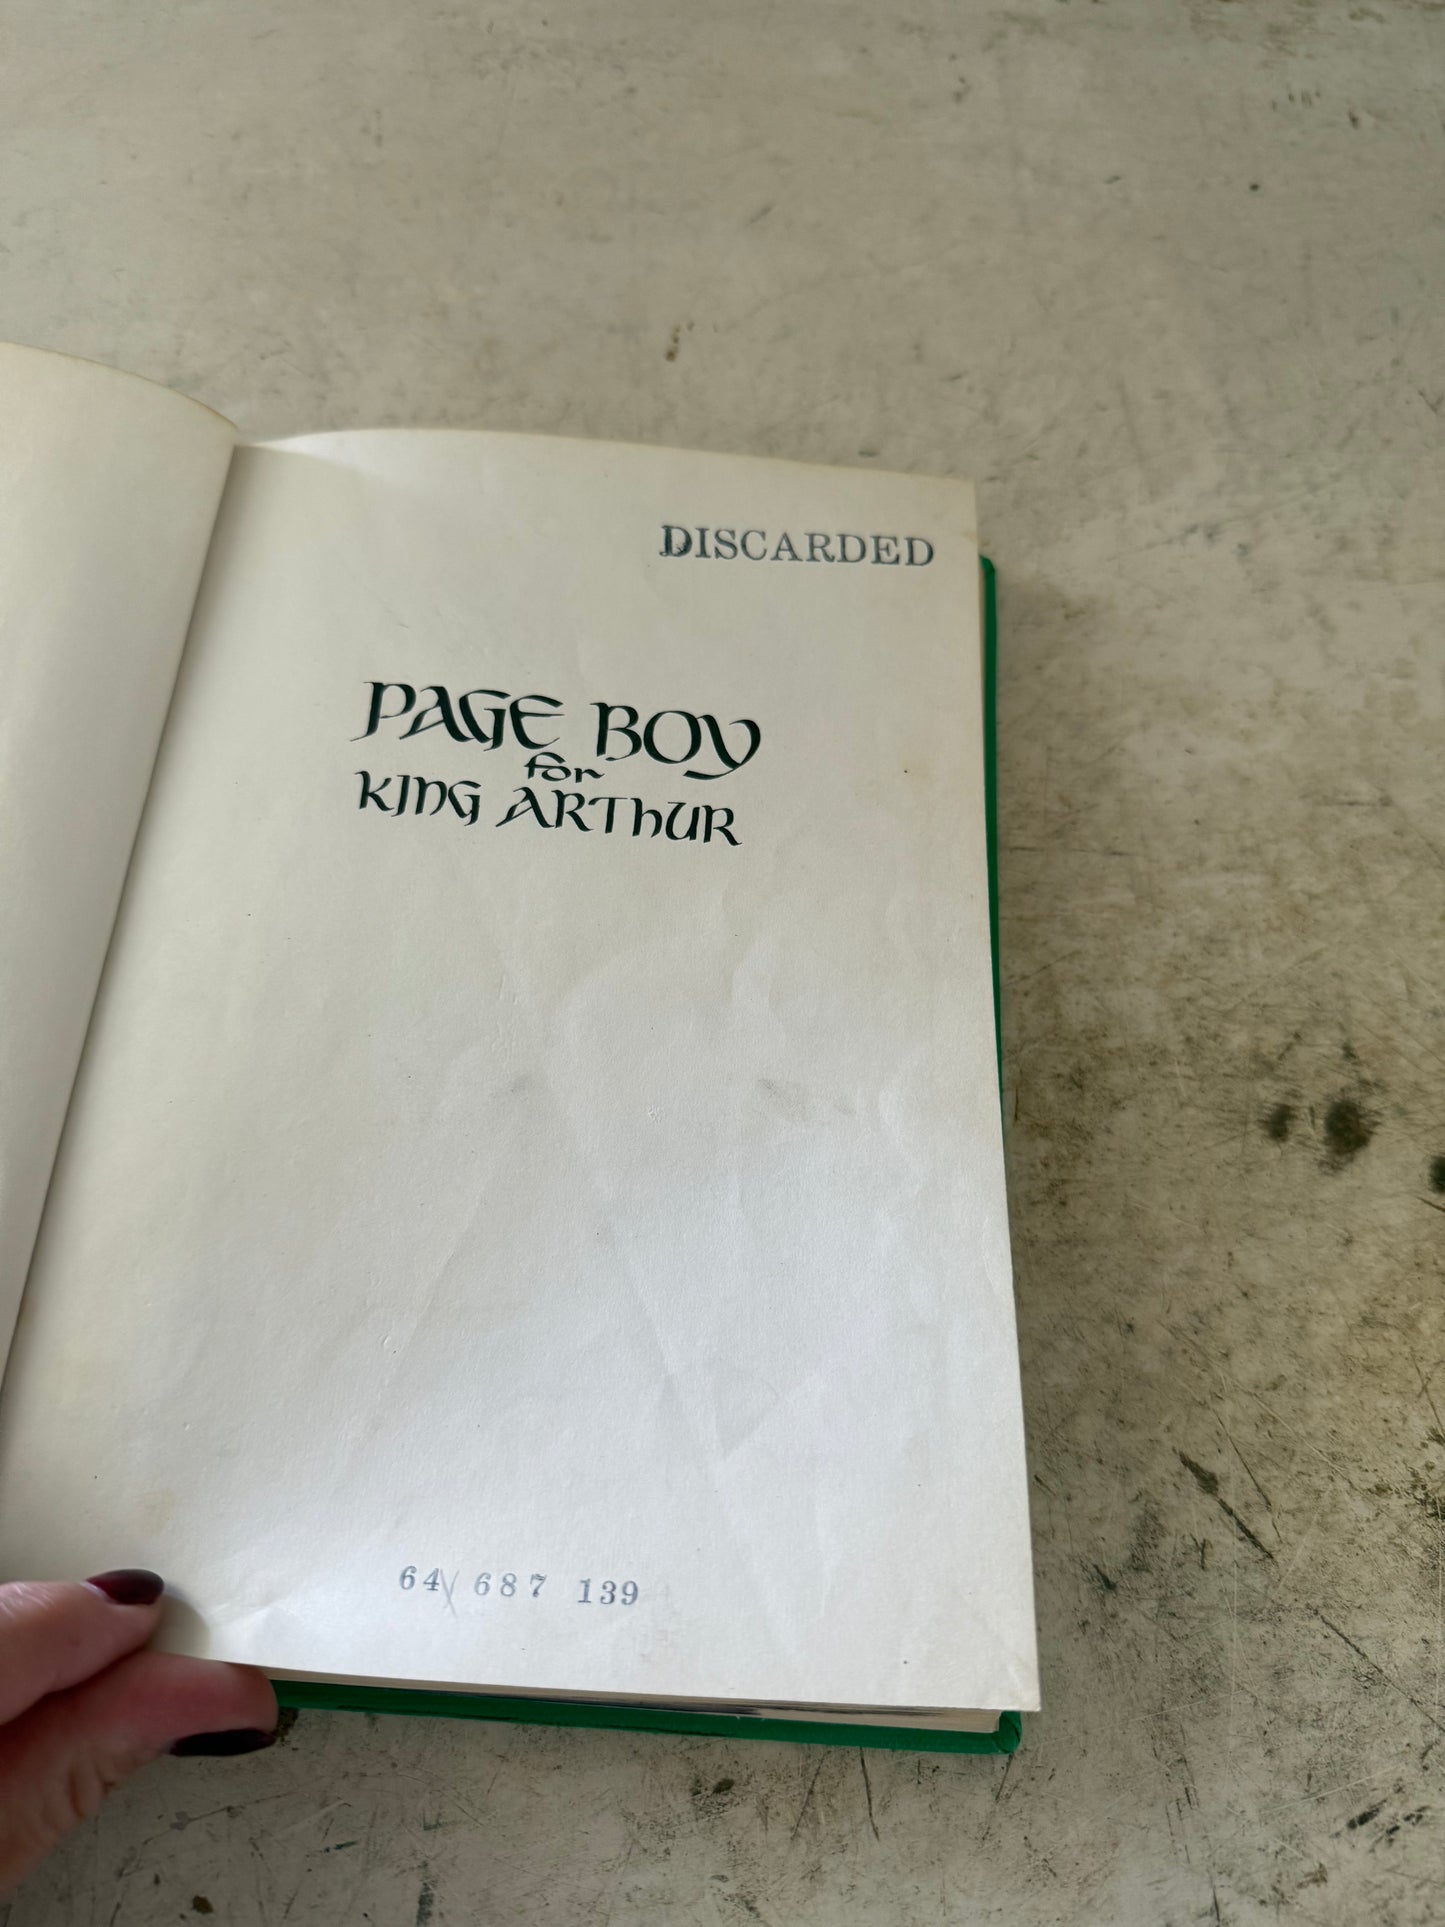 DISCARDED
PAGE BOY
for
KING ARTHUR
64 687 139